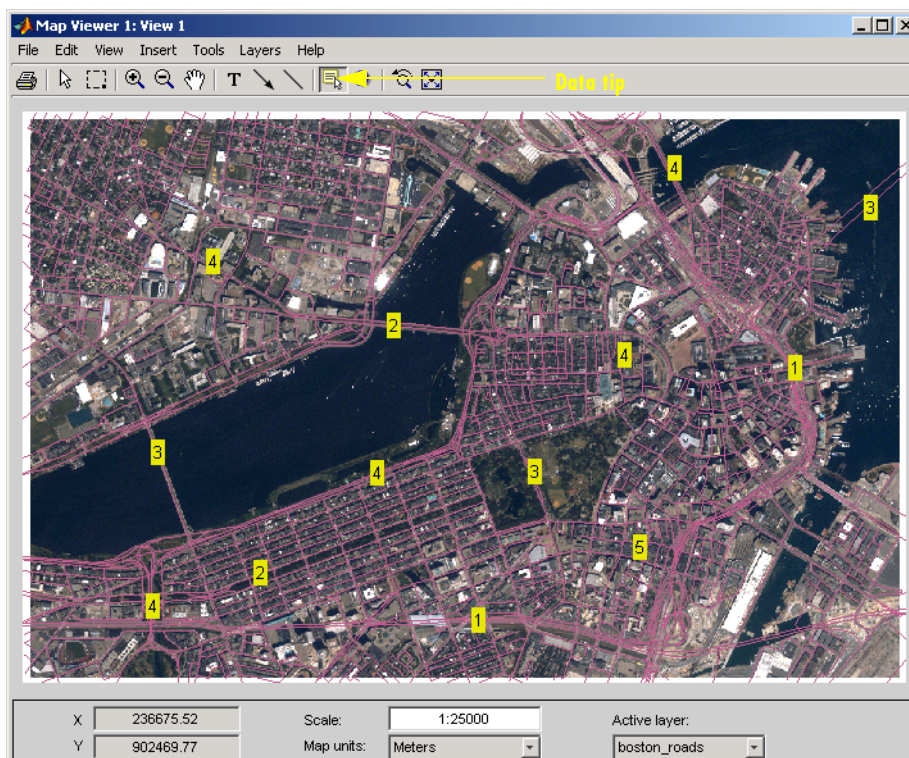 Map Viewer 1: View 1
File Edit View Insert Tools Layers Help
T
Data tip
4
3
4
2
4
1
3
4
3
5
2
4
1
X 236675.52 Scale: 1:25000 Active layer:
Y 902469.77 Map units: Meters boston_roads